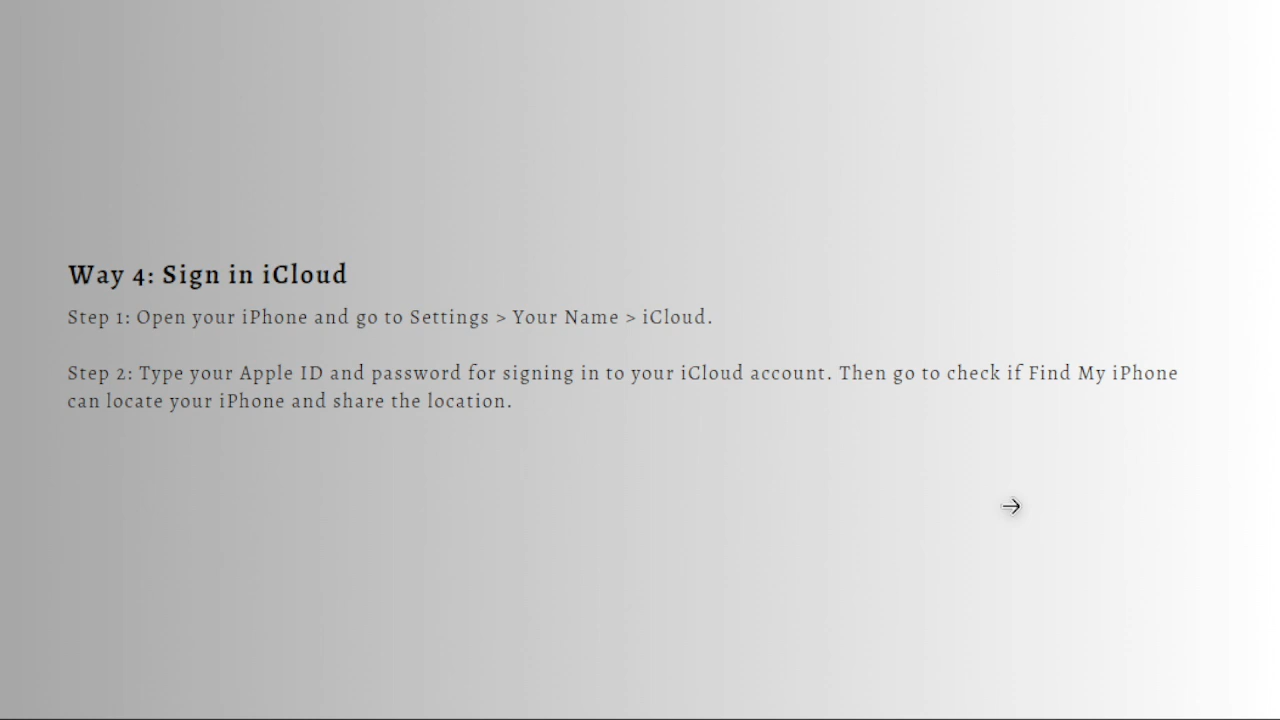 Way 4: Sign in iCloud
Step 1: Open your iPhone and go to Settings > Your Name > iCloud.
Step 2: Type your Apple ID and password for signing in to your iCloud account. Then go to check if Find My iPhone
can locate your iPhone and share the location.